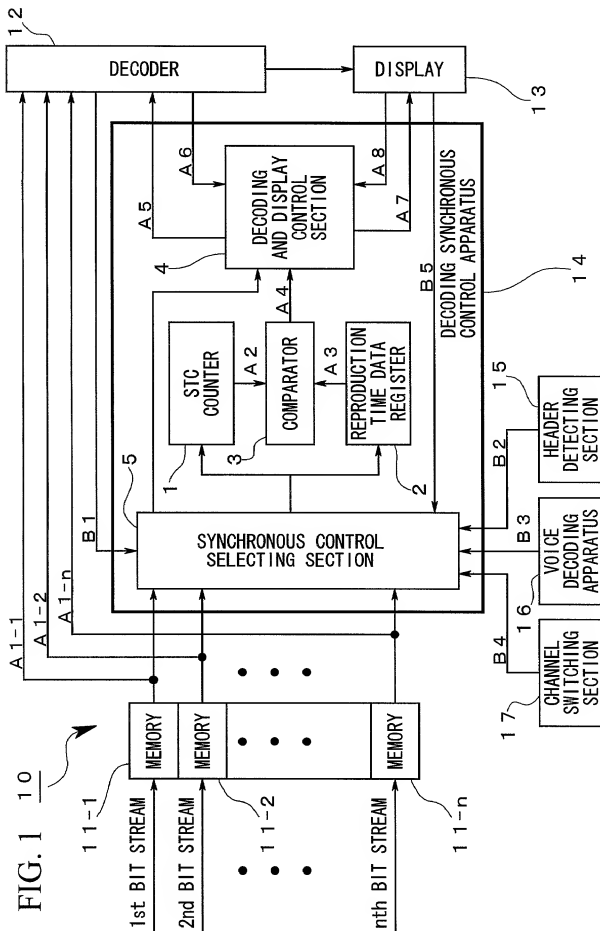 FIG. 1
10
1st BIT STREAM
2nd BIT STREAM
nth BIT STREAM
11-1
MEMORY
MEMORY
11-2
MEMORY
11-n
A1-1
A1-2
A1-n
B1
5
SYNCHRONOUS CONTROL
SELECTING SECTION
STC
COUNTER
1
A2
COMPARATOR
3
A3
REPRODUCTION
TIME DATA
REGISTER
2
A4
4
DECODING
AND DISPLAY
CONTROL
SECTION
A5
A6
A8
A7
B5
DECODING SYNCHRONOUS
CONTROL APPARATUS
14
12
DECODER
DISPLAY
13
B4
B3
B2
17
CHANNEL
SWITCHING
SECTION
16
VOICE
DECODING
APPARATUS
15
HEADER
DETECTING
SECTION